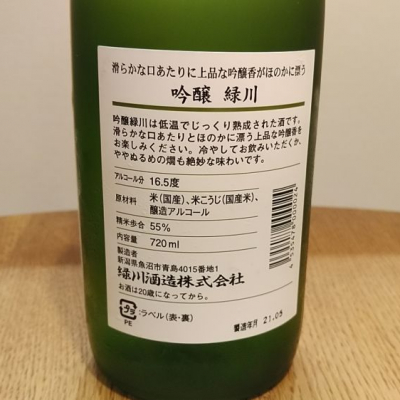 滑らかな口あたりに上品な吟醸香がほのかに漂う
吟醸 緑川
吟醸緑川は低温でじっくり熟成された酒です。
滑らかな口あたりとほのかに漂う上品な吟醸香を
お楽しみください。冷やしてお飲みいただくか、
ややぬるめの燗も絶妙な味わいです。
アルコール分 16.5度
原材料 米(国産)、米こうじ(国産米)、
醸造アルコール
精米歩合 55%
内容量 720ml
製造者
新潟県魚沼市青島4015番地1
緑川酒造株式会社
お酒は20歳になってから。
プラ
PE
:ラベル(表・裏)
製造年月 21.06